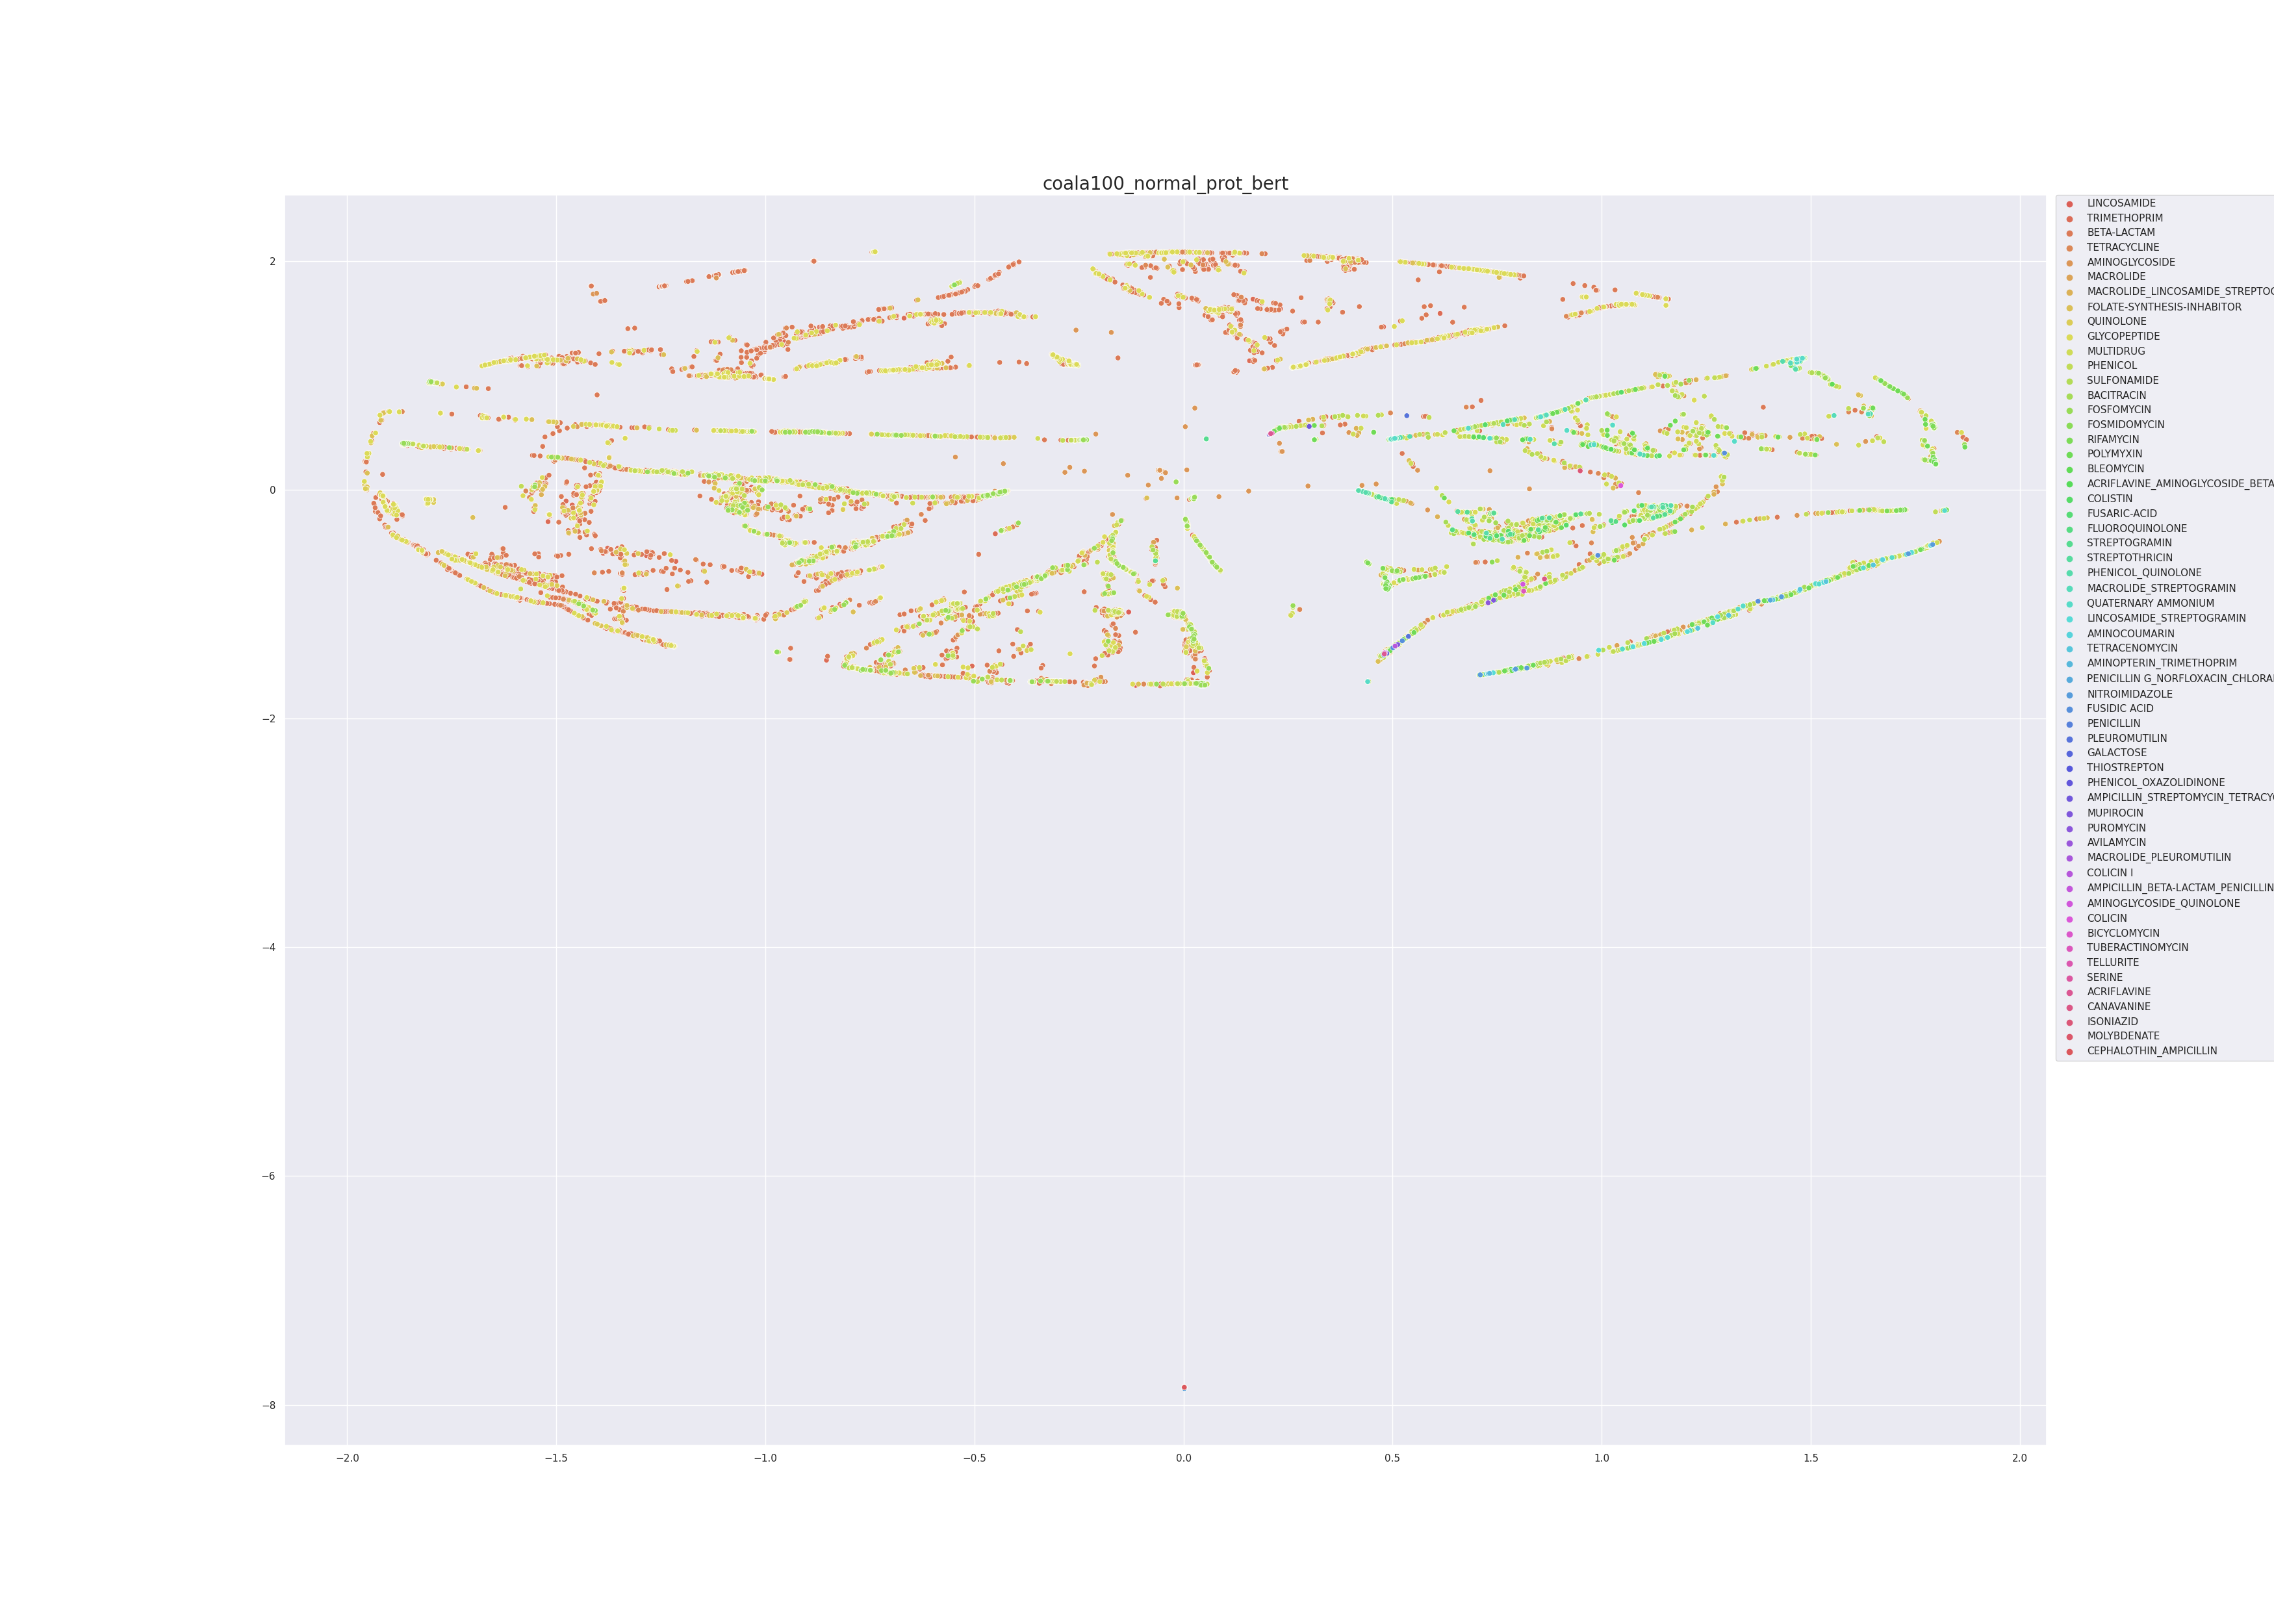 coala100_normal_prot_bert
2
0
−2
−4
−6
−8
−2.0
−1.5
−1.0
−0.5
0.0
0.5
1.0
1.5
2.0
LINCOSAMIDE
TRIMETHOPRIM
BETA-LACTAM
TETRACYCLINE
AMINOGLYCOSIDE
MACROLIDE
MACROLIDE_LINCOSAMIDE_STREPTOG
FOLATE-SYNTHESIS-INHABITOR
QUINOLONE
GLYCOPEPTIDE
MULTIDRUG
PHENICOL
SULFONAMIDE
BACITRACIN
FOSFOMYCIN
FOSMIDOMYCIN
RIFAMYCIN
POLYMYXIN
BLEOMYCIN
ACRIFLAVINE_AMINOGLYCOSIDE_BETA
COLISTIN
FUSARIC-ACID
FLUOROQUINOLONE
STREPTOGRAMIN
STREPTOTHRICIN
PHENICOL_QUINOLONE
MACROLIDE_STREPTOGRAMIN
QUATERNARY AMMONIUM
LINCOSAMIDE_STREPTOGRAMIN
AMINOCOUMARIN
TETRACENOMYCIN
AMINOPTERIN_TRIMETHOPRIM
PENICILLIN G_NORFLOXACIN_CHLORA
NITROIMIDAZOLE
FUSIDIC ACID
PENICILLIN
PLEUROMUTILIN
GALACTOSE
THIOSTREPTON
PHENICOL_OXAZOLIDINONE
AMPICILLIN_STREPTOMYCIN_TETRACY
MUPIROCIN
PUROMYCIN
AVILAMYCIN
MACROLIDE_PLEUROMUTILIN
COLICIN I
AMPICILLIN_BETA-LACTAM_PENICILLIN
AMINOGLYCOSIDE_QUINOLONE
COLICIN
BICYCLOMYCIN
TUBERACTINOMYCIN
TELLURITE
SERINE
ACRIFLAVINE
CANAVANINE
ISONIAZID
MOLYBDENATE
CEPHALOTHIN_AMPICILLIN